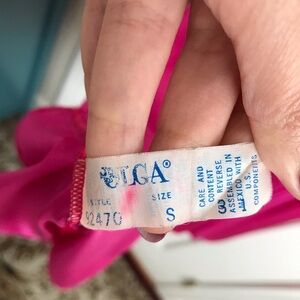 OLGA®
STYLE SIZE
92470 S
CARE AND
CONTENT
REVERSE
ASSEMBLED IN
MEXICO WITH
U.S.
COMPONENTS